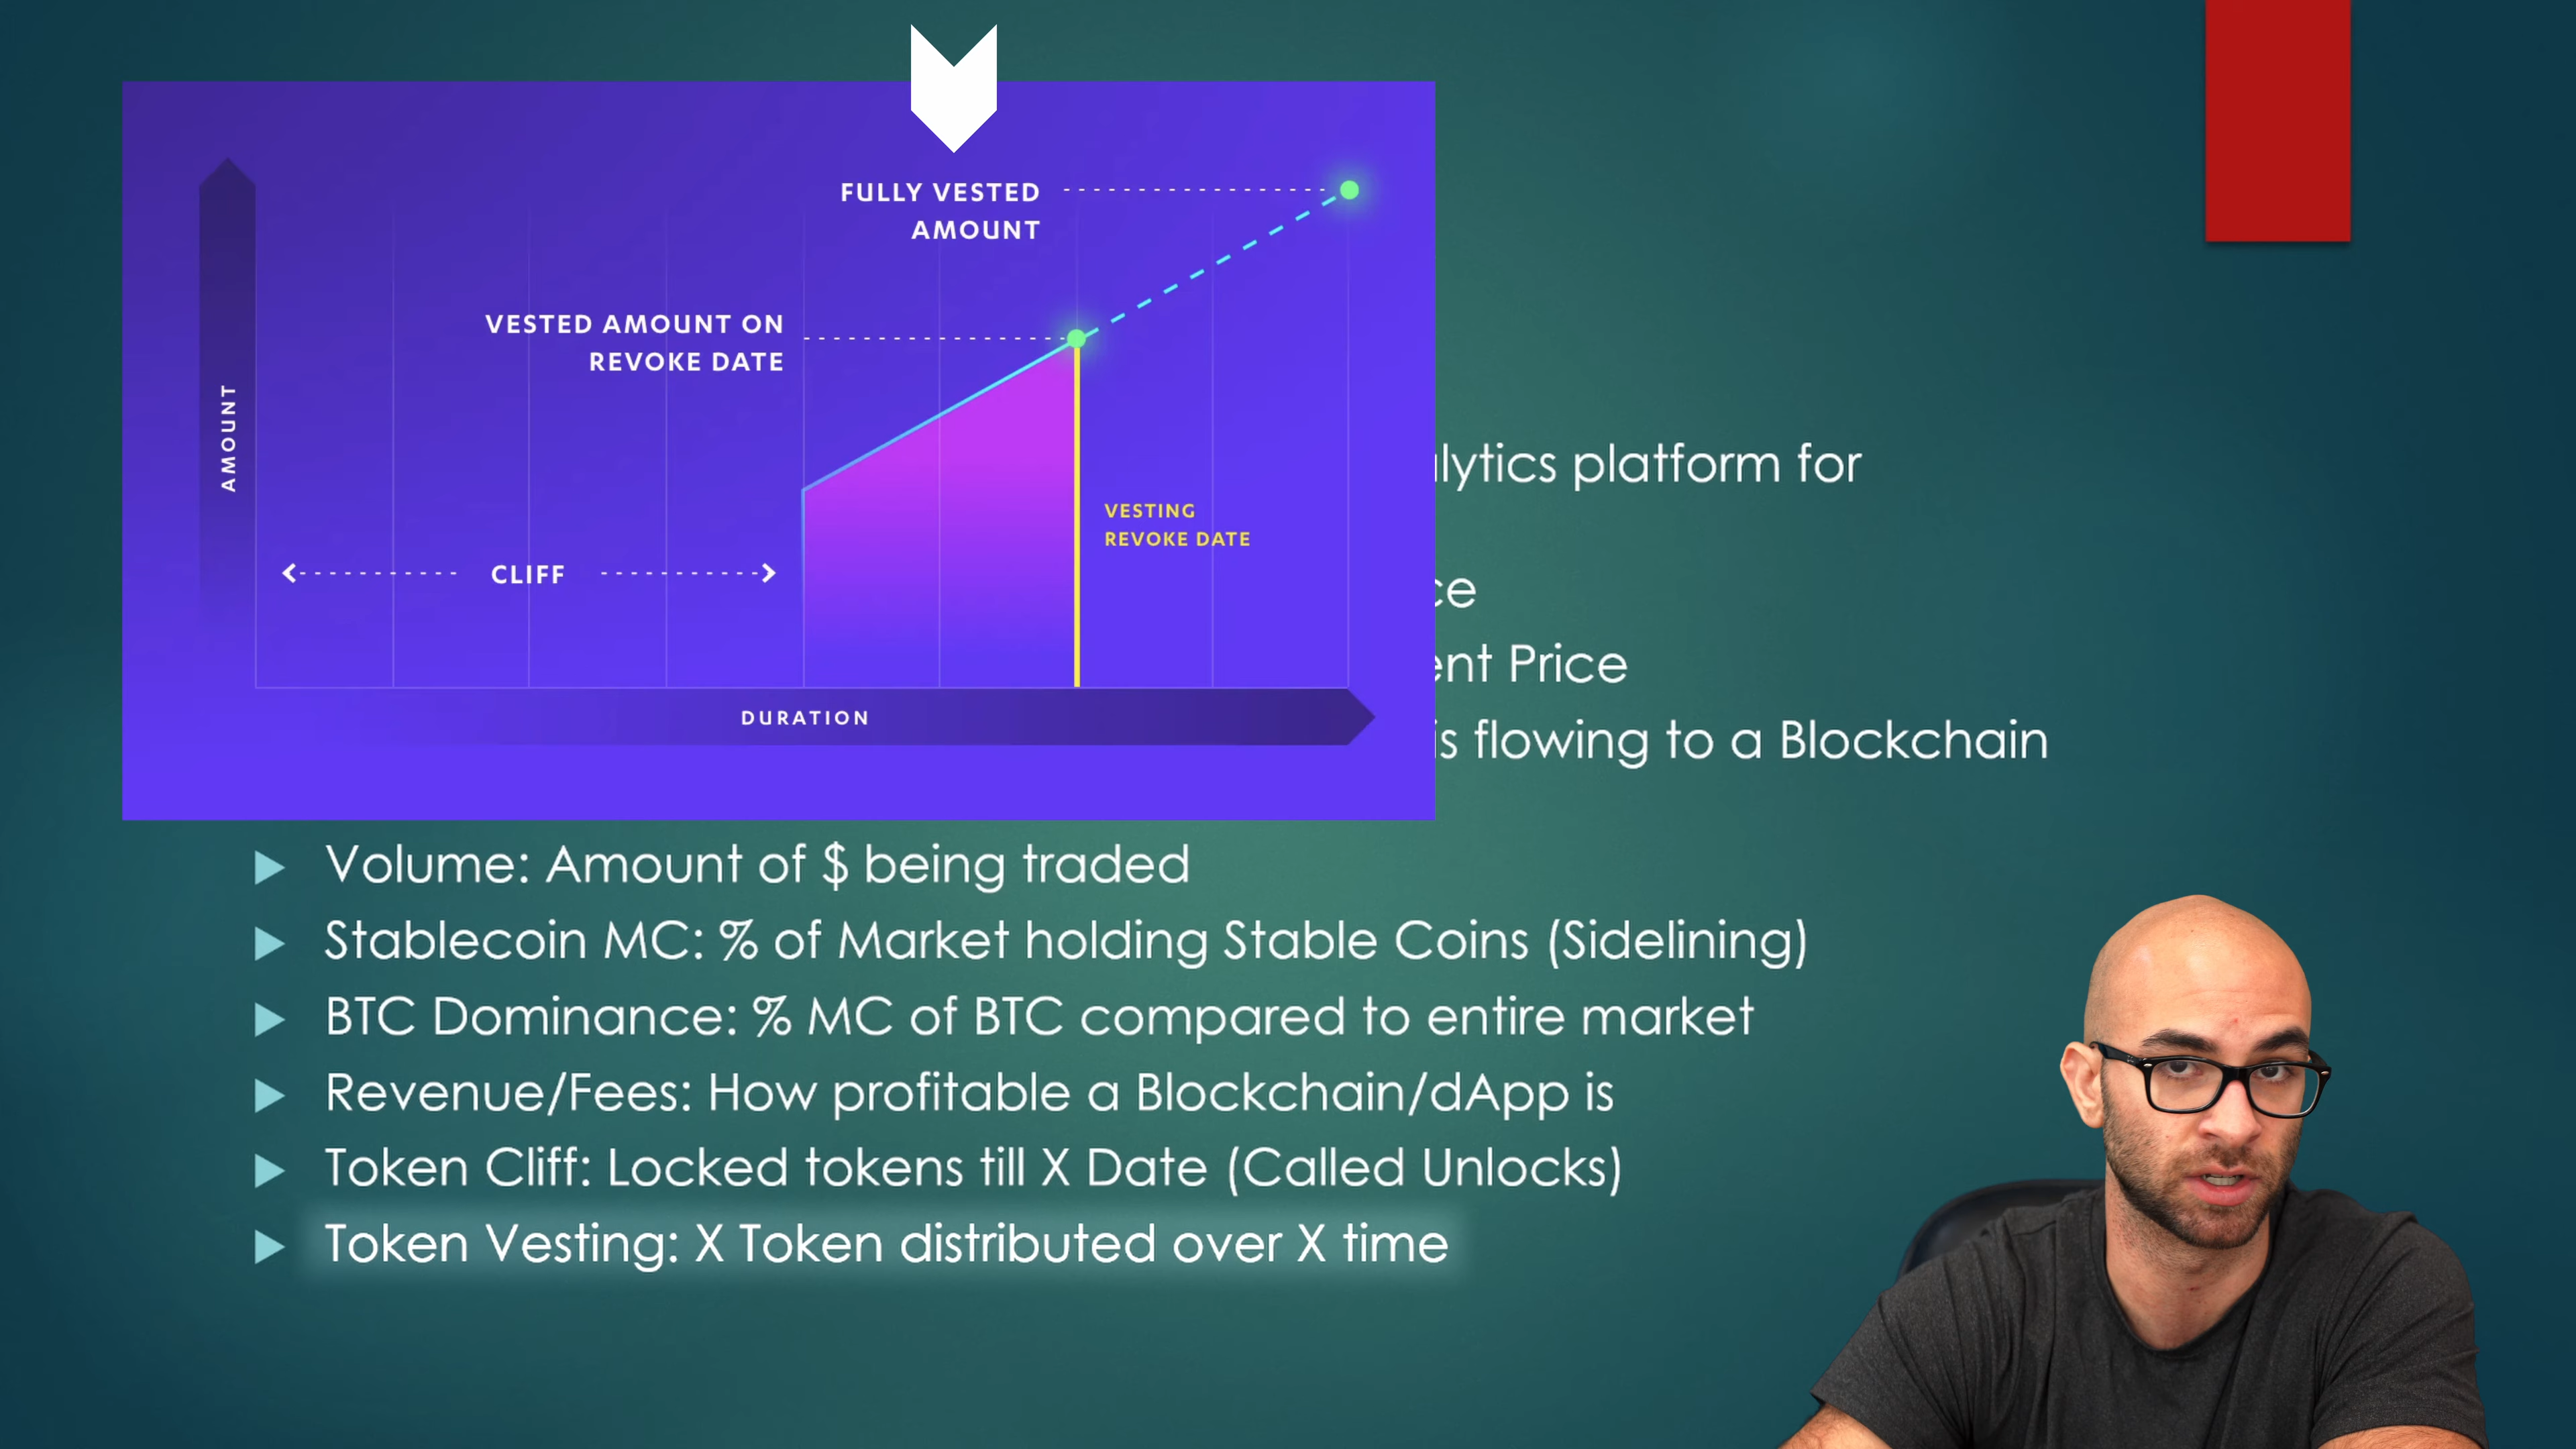 FULLY VESTED
AMOUNT
VESTED AMOUNT ON
REVOKE DATE
AMOUNT
VESTING
REVOKE DATE
CLIFF
DURATION
platform for
Price
flowing to a Blockchain
Volume: Amount of $ being traded
Stablecoin MC: % of Market holding Stable Coins (Sidelining)
BTC Dominance: % MC of BTC compared to entire market
Revenue/Fees: How profitable a Blockchain/dApp is
Token Cliff: Locked tokens till X Date (Called Unlocks)
Token Vesting: X Token distributed over X time